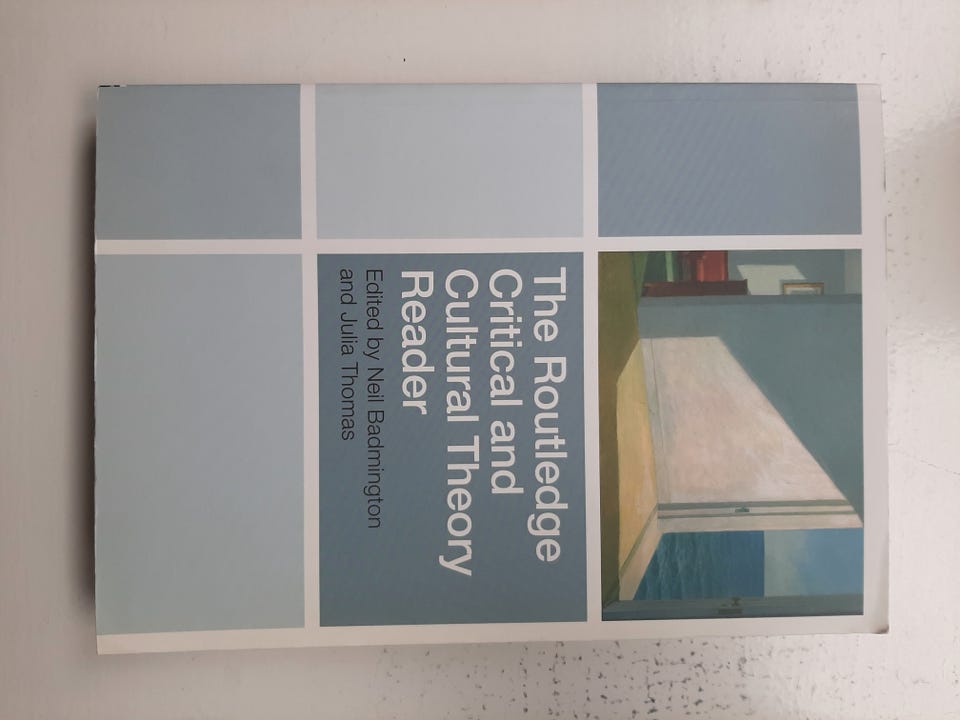 The Routledge
Critical and
Cultural Theory
Reader
Edited by Neil Badmington
and Julia Thomas